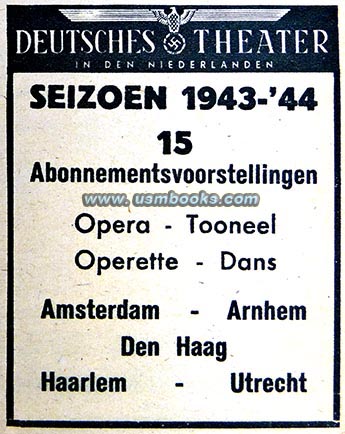 DEUTSCHES THEATER
IN DEN NIEDERLANDEN
SEIZOEN 1943-'44
15
Abonnementsvoorstellingen
www.usmbooks.com
Opera - Tooneel
Operette - Dans
Amsterdam - Arnhem
Den Haag
Haarlem - Utrecht